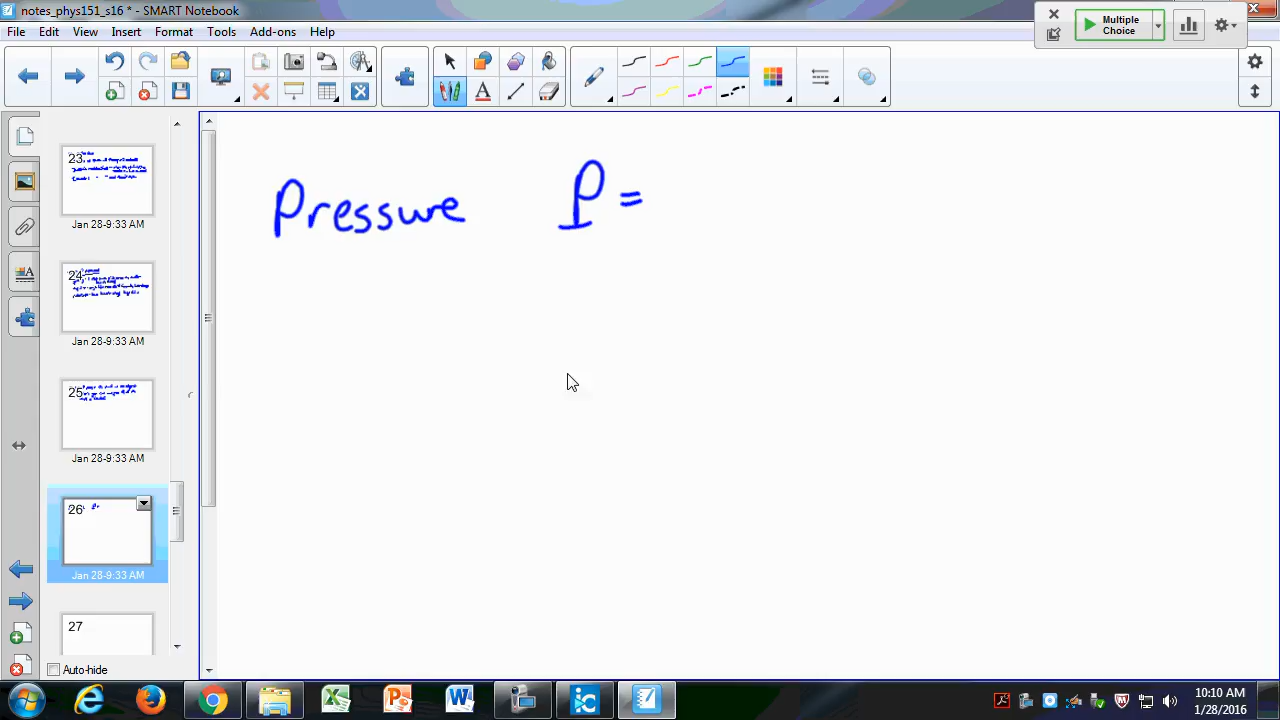 notes_phys151_s16 * - SMART Notebook
Multiple Choice
File Edit View Insert Format Tools Add-ons Help
23
Jan 28-9:33 AM
24
Jan 28-9:33 AM
25
Jan 28-9:33 AM
26
Jan 28-9:33 AM
27
Auto-hide
Pressure P =
10:10 AM
1/28/2016